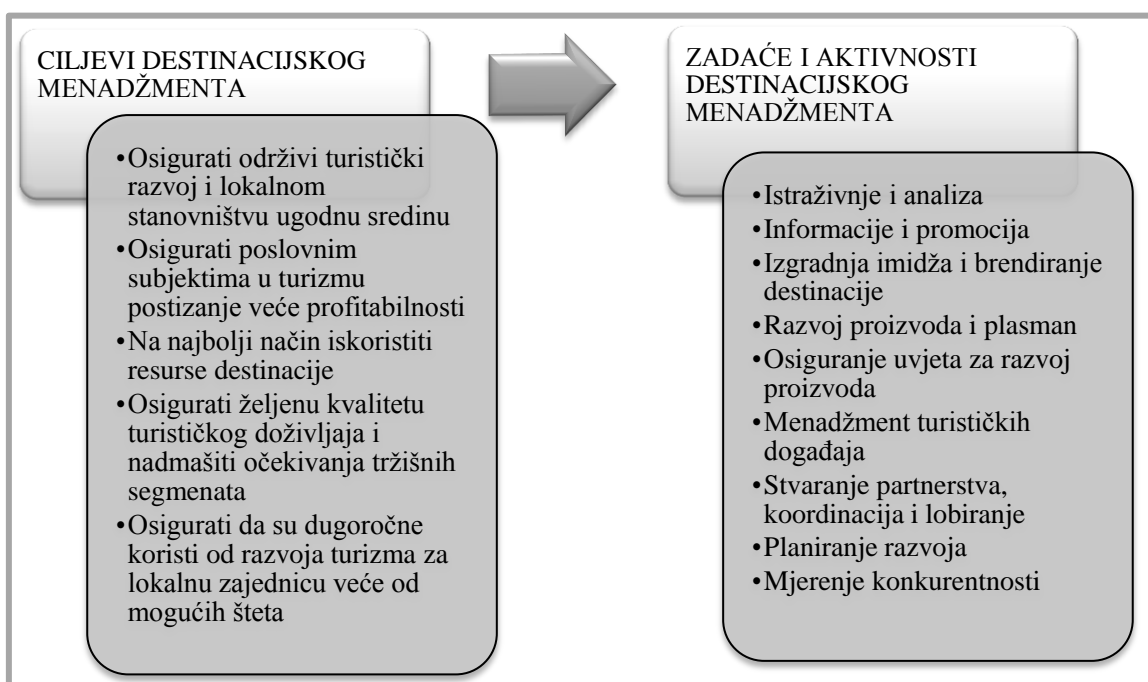 CILJEVI DESTINACIJSKOG
MENADŽMENTA
•Osigurati održivi turistički
razvoj i lokalnom
stanovništvu ugodnu sredinu
•Osigurati poslovnim
subjektima u turizmu
postizanje veće profitabilnosti
•Na najbolji način iskoristiti
resurse destinacije
•Osigurati željenu kvalitetu
turističkog doživljaja i
nadmašiti očekivanja tržišnih
segmenata
•Osigurati da su dugoročne
koristi od razvoja turizma za
lokalnu zajednicu veće od
mogućih šteta
ZADAĆE I AKTIVNOSTI
DESTINACIJSKOG
MENADŽMENTA
•Istraživnje i analiza
•Informacije i promocija
•Izgradnja imidža i brendiranje
destinacije
•Razvoj proizvoda i plasman
•Osiguranje uvjeta za razvoj
proizvoda
•Menadžment turističkih
događaja
•Stvaranje partnerstva,
koordinacija i lobiranje
•Planiranje razvoja
•Mjerenje konkurentnosti